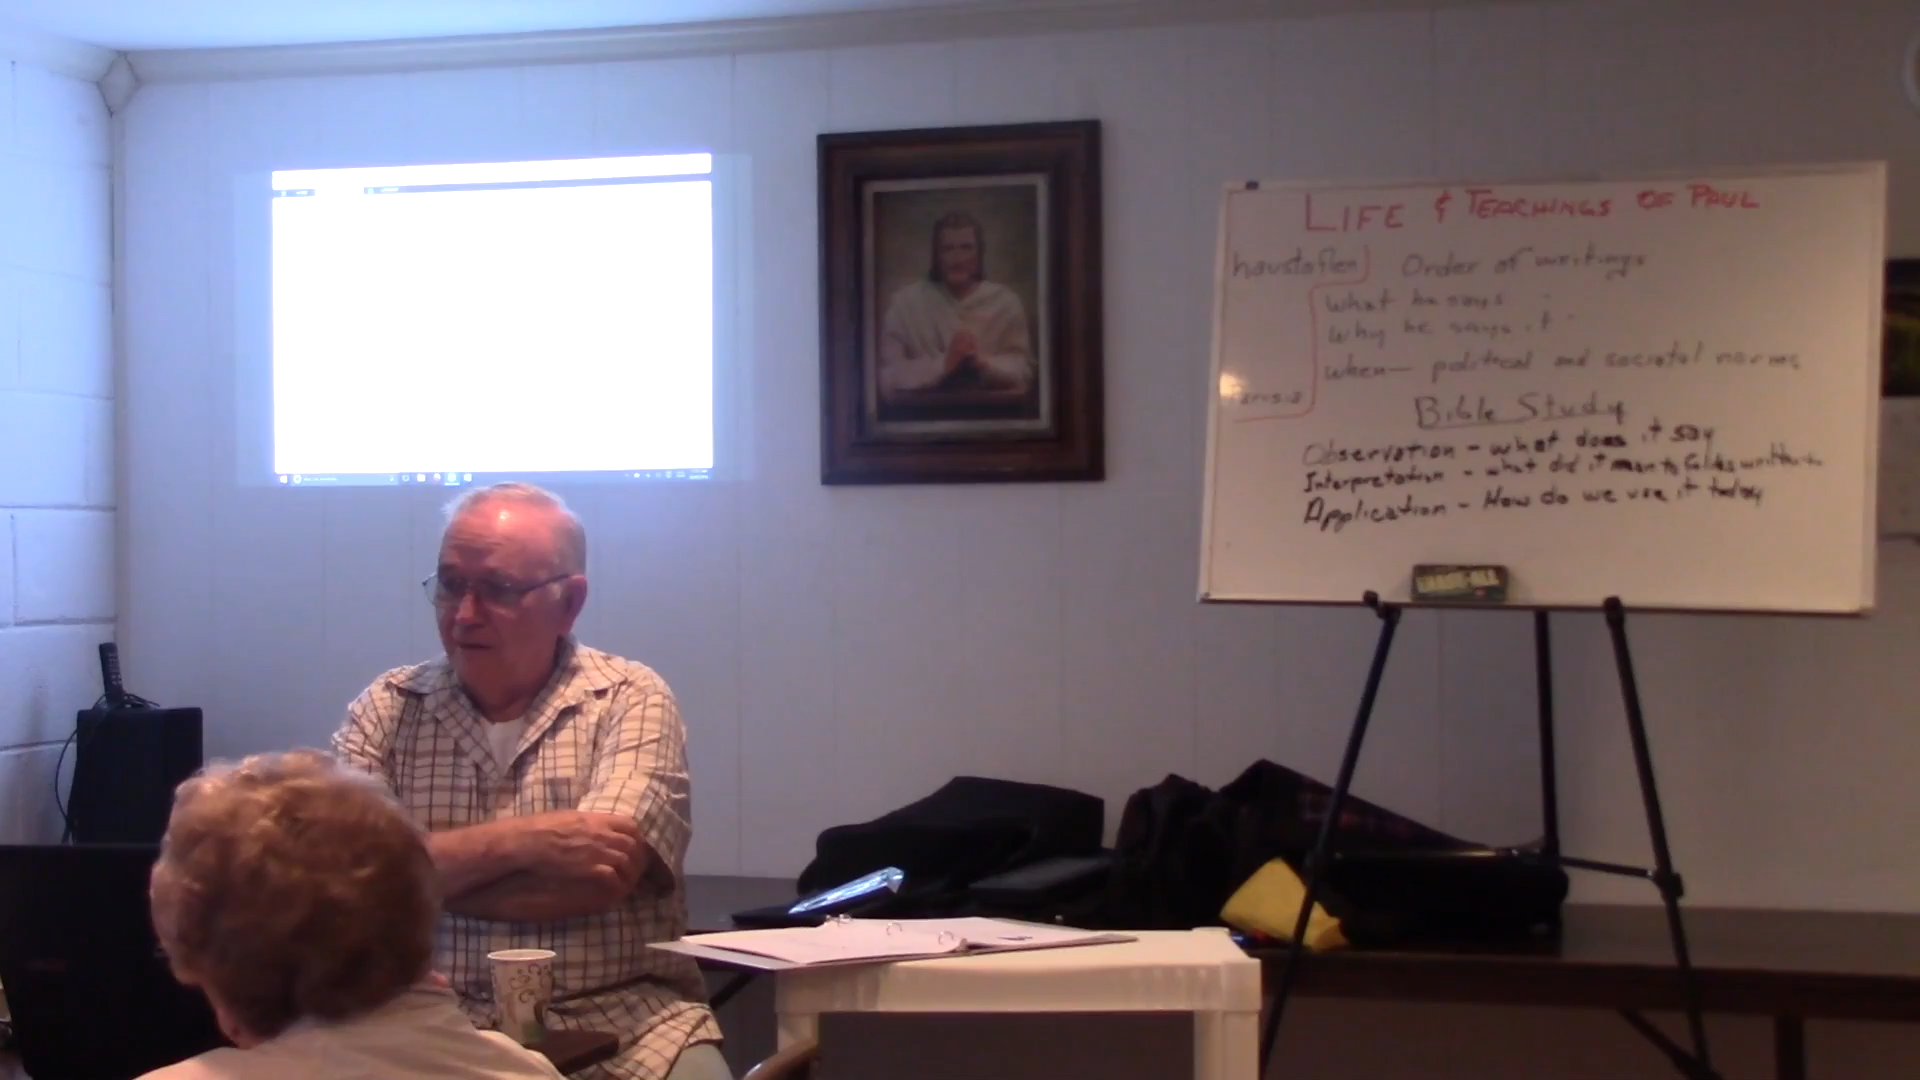 LIFE & TEACHINGS OF PAUL
haustaflen Order of writings
What he says
Why he says it
when— political and societal norms
Parusia
Bible Study
Observation - what does it say
Interpretation - what did it mean to folks written to
Application - How do we use it today